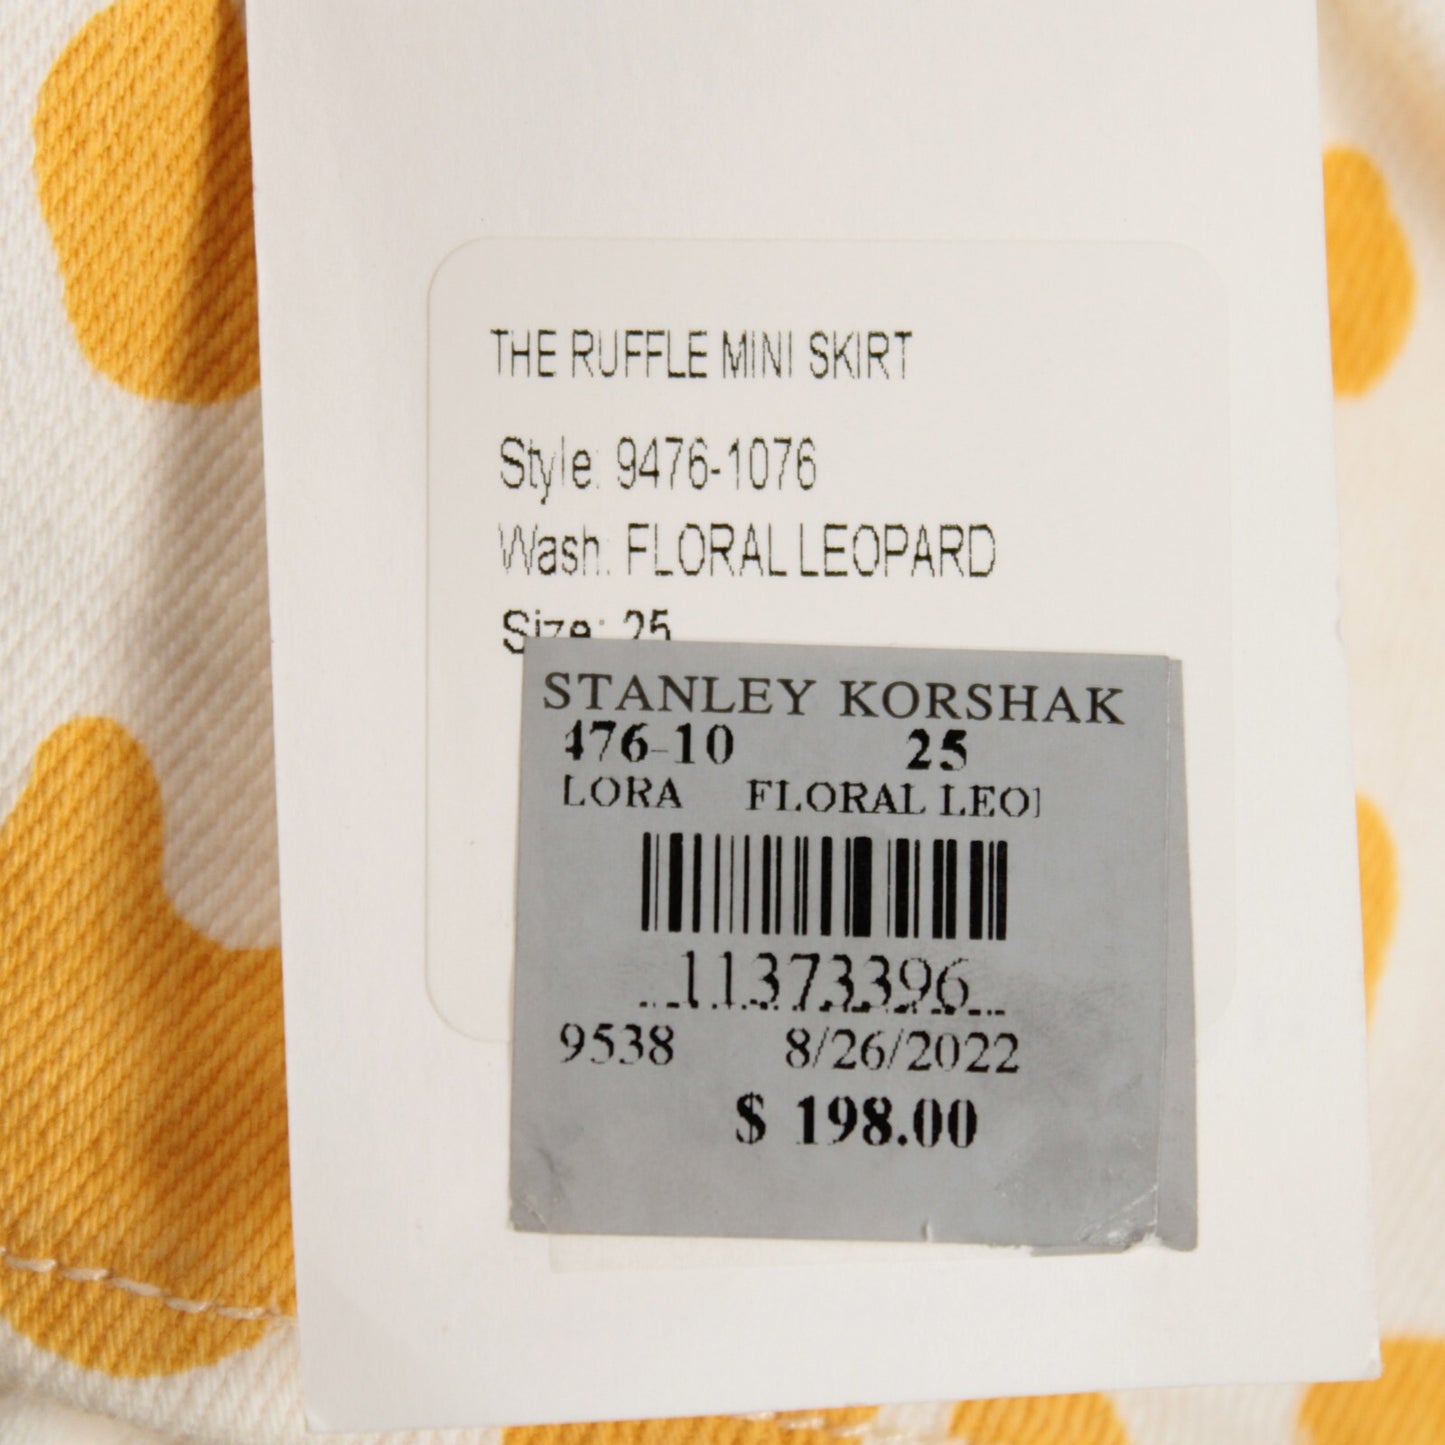 THE RUFFLE MINI SKIRT
Style: 9476-1076
Wash: FLORAL LEOPARD
Size: 25
STANLEY KORSHAK
476-10 25
LORA FLORAL LEO
11373396
9538 8/26/2022
$ 198.00